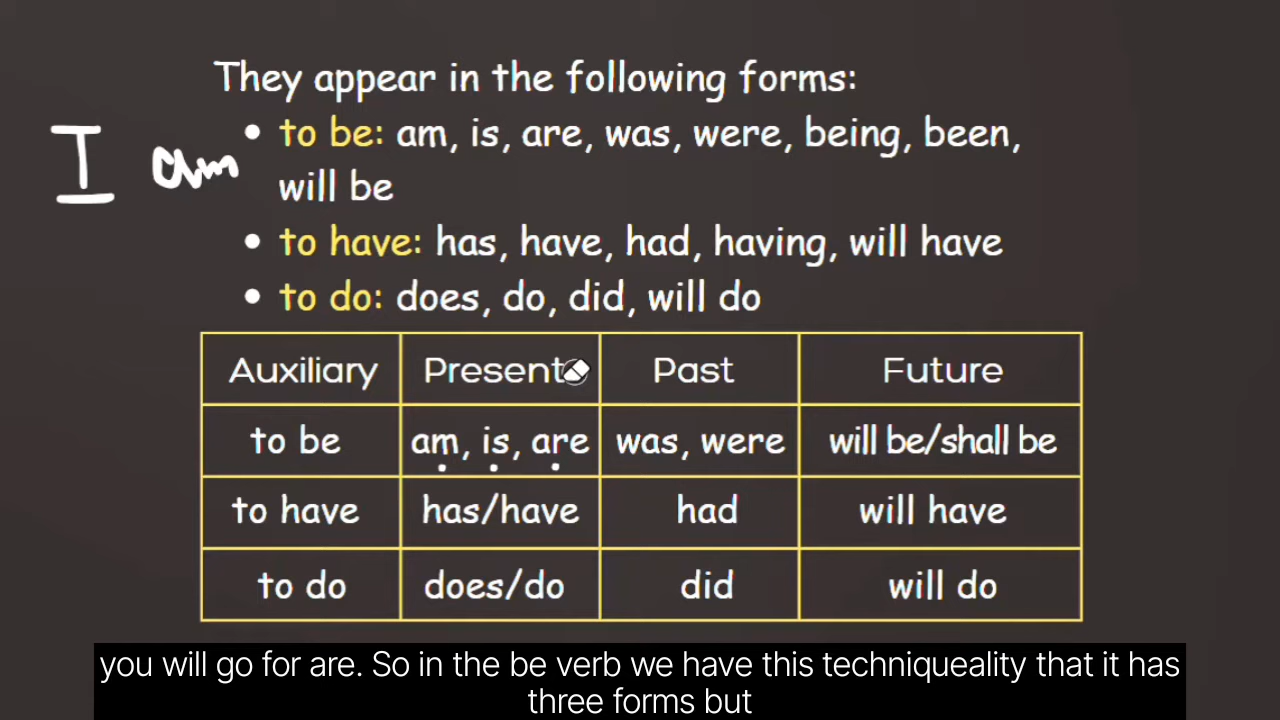 They appear in the following forms:
I am
• to be: am, is, are, was, were, being, been,
will be
• to have: has, have, had, having, will have
• to do: does, do, did, will do
Auxiliary Present Past Future
to be am, is, are was, were will be/shall be
to have has/have had will have
to do does/do did will do
you will go for are. So in the be verb we have this techniqueality that it has
three forms but